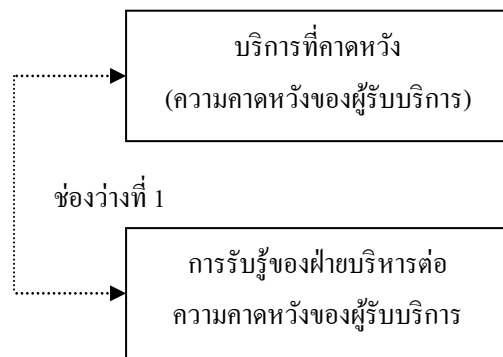 บริการที่คาดหวัง
(ความคาดหวังของผู้รับบริการ)
ช่องว่างที่ 1
การรับรู้ของฝ่ายบริหารต่อ
ความคาดหวังของผู้รับบริการ